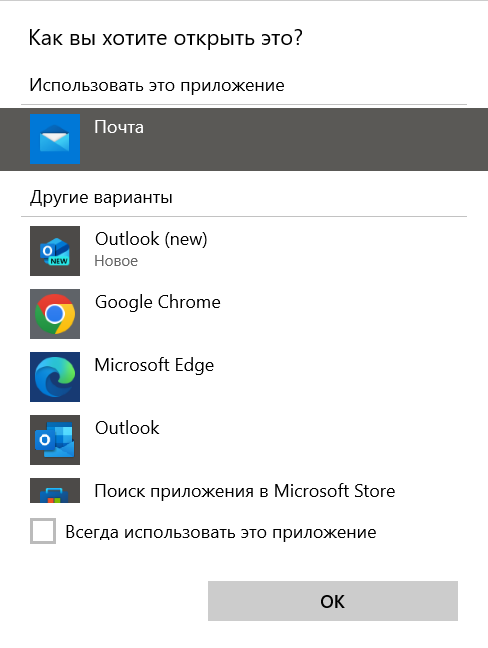 Как вы хотите открыть это?
Использовать это приложение
Почта
Другие варианты
Outlook (new)
Новое
NEW
Google Chrome
Microsoft Edge
Outlook
Поиск приложения в Microsoft Store
Всегда использовать это приложение
ОК